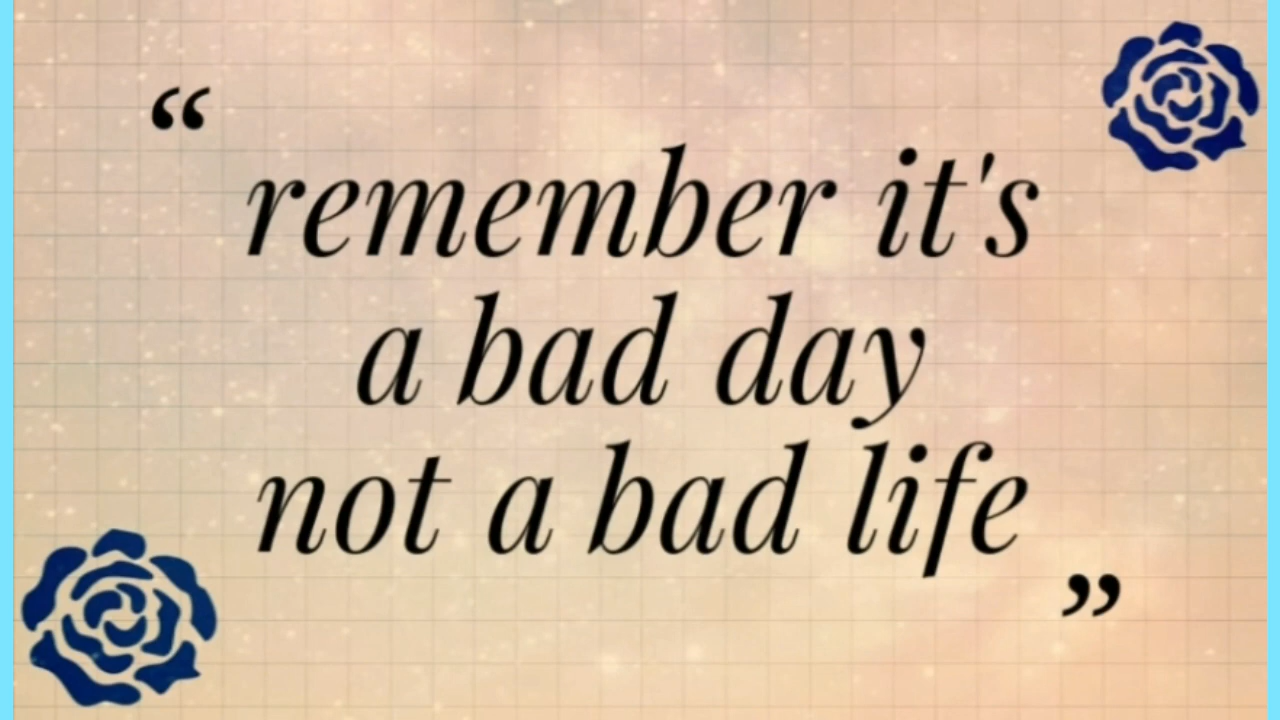 “
remember it's
a bad day
not a bad life
”